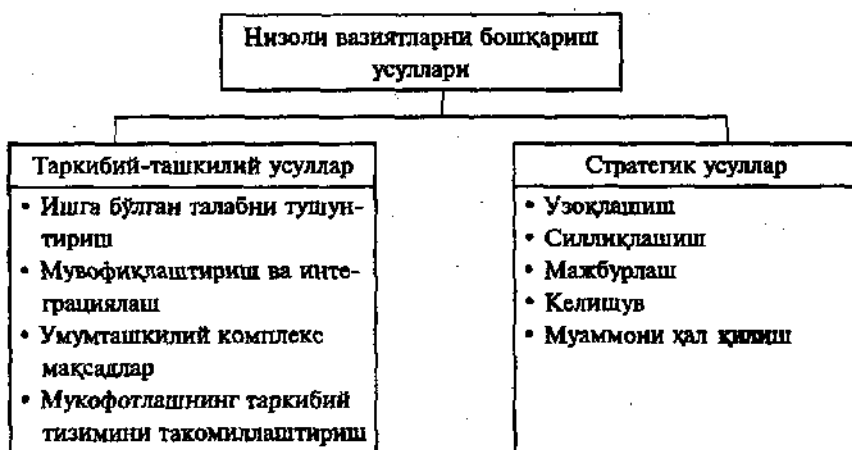 Низоли вазиятларни бошқариш
усуллари
Таркибий-ташкилий усуллар
• Ишга бўлган талабни тушун-
тириш
• Мувофиқлаштириш ва инте-
грациялаш
• Умумташкилий комплекс
мақсадлар
• Мукофотлашнинг таркибий
тизимини такомиллаштириш
Стратегик усуллар
• Узоқлашиш
• Силлиқлашиш
• Мажбурлаш
• Келишув
• Муаммони ҳал қилиш